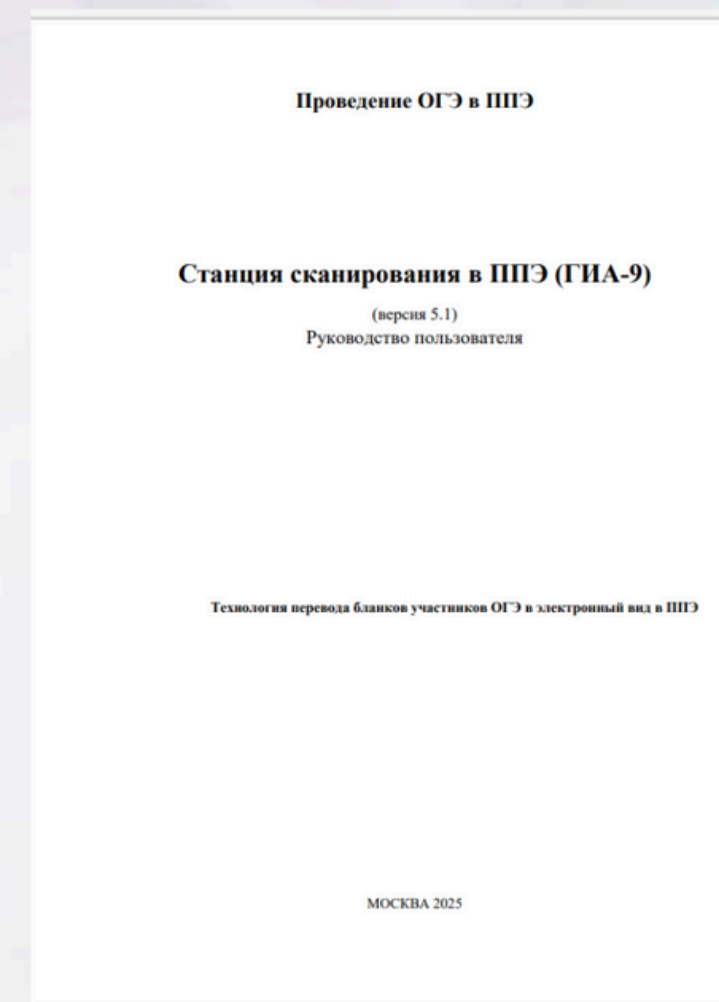 Проведение ОГЭ в ППЭ
Станция сканирования в ППЭ (ГИА-9)
(версия 5.1)
Руководство пользователя
Технология перевода бланков участников ОГЭ в электронный вид в ППЭ
МОСКВА 2025